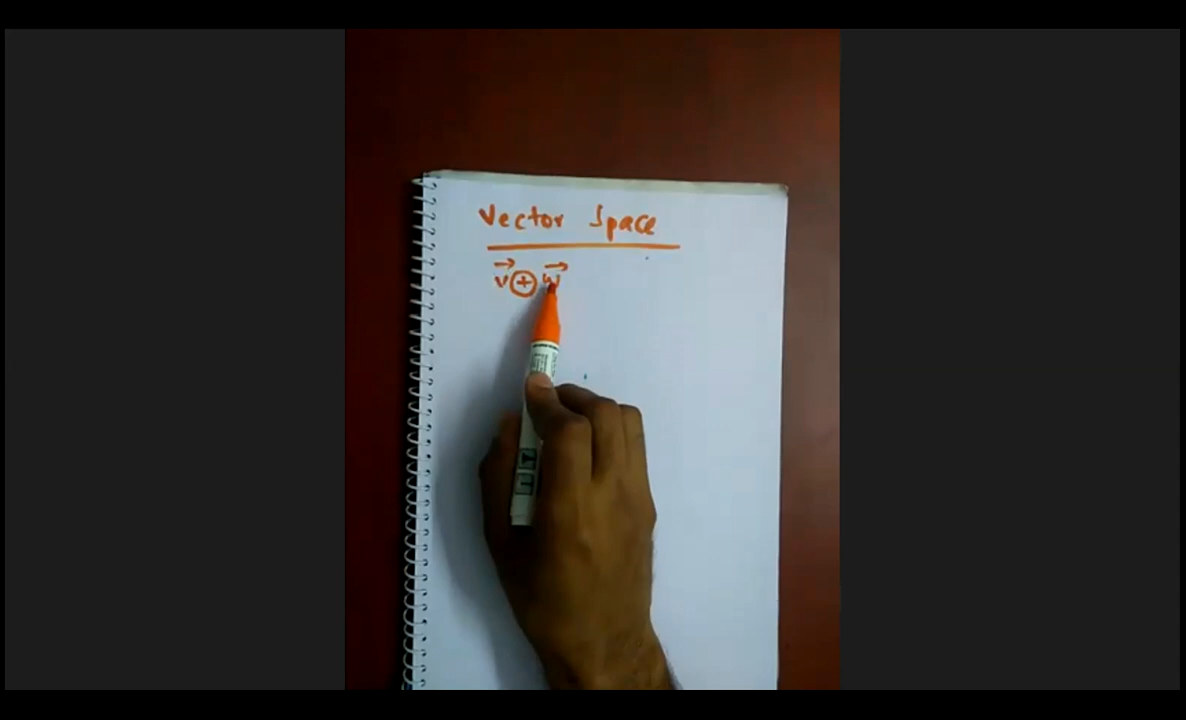 Vector Space
v⃗ ⊕ w⃗